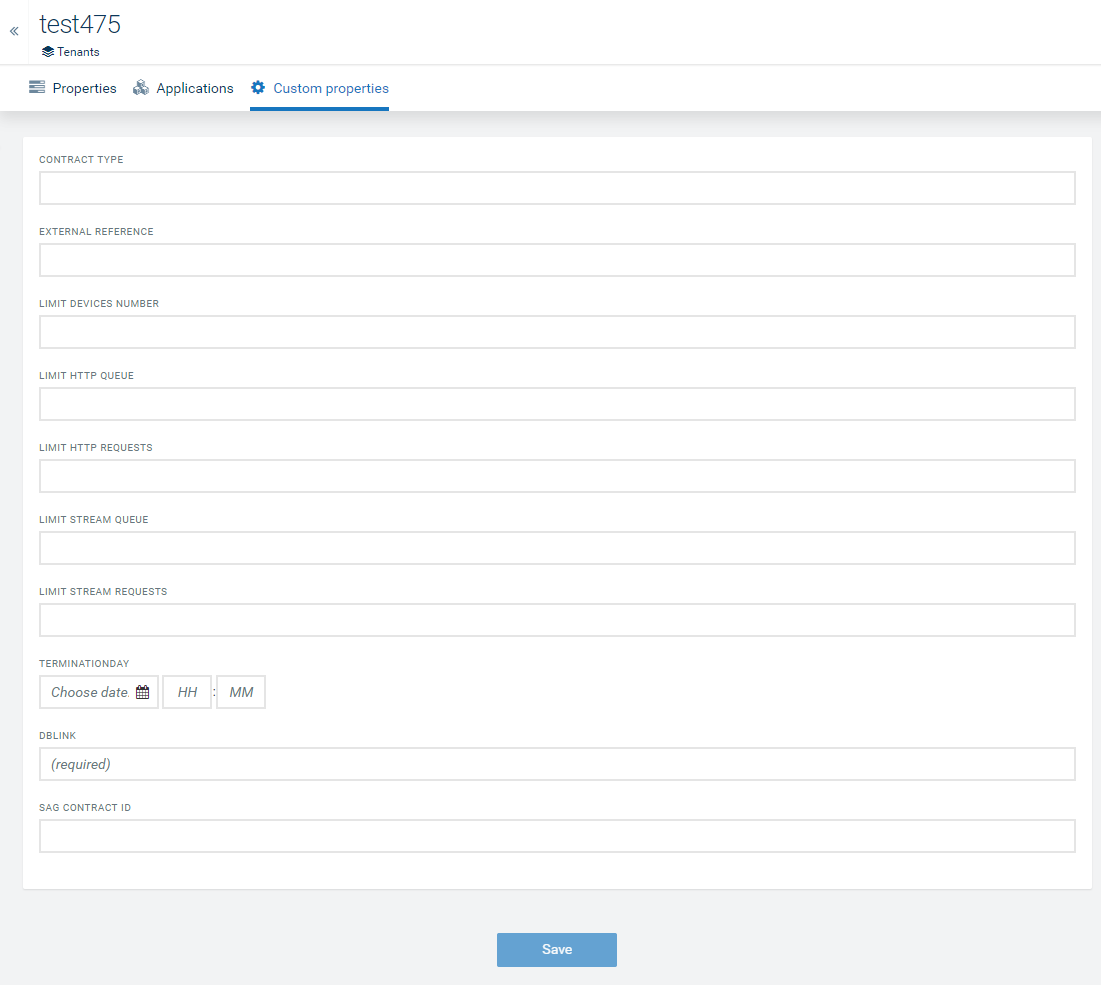 test475
Tenants
Properties Applications Custom properties
CONTRACT TYPE
EXTERNAL REFERENCE
LIMIT DEVICES NUMBER
LIMIT HTTP QUEUE
LIMIT HTTP REQUESTS
LIMIT STREAM QUEUE
LIMIT STREAM REQUESTS
TERMINATIONDAY
Choose date. HH : MM
DBLINK
(required)
SAG CONTRACT ID
Save